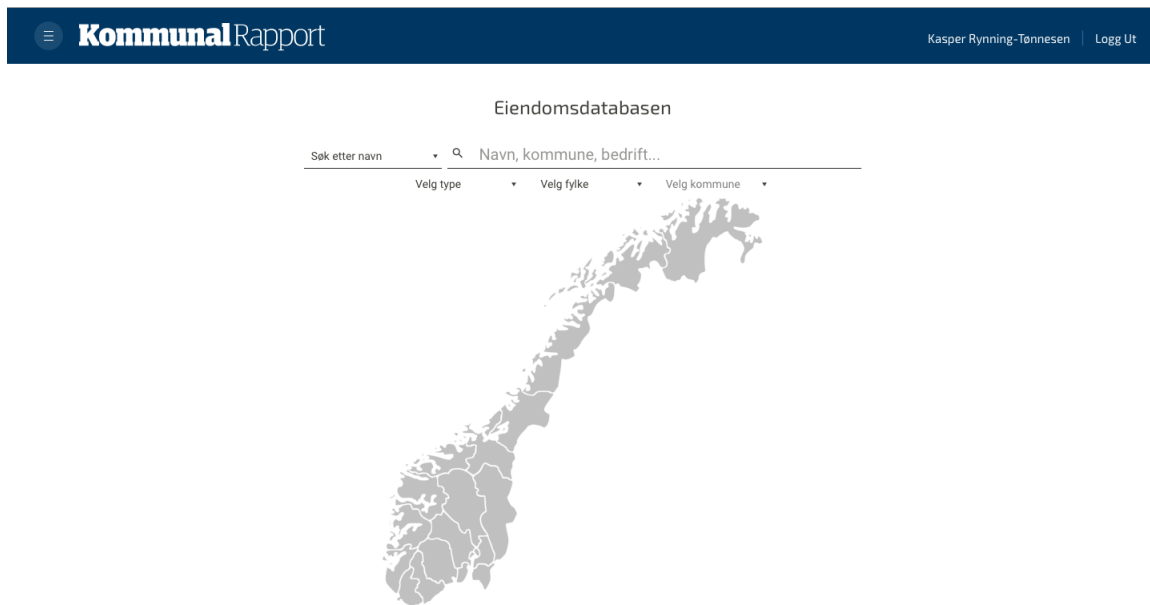 Kommunal Rapport
Kasper Rynning-Tønnesen
Logg Ut
Eiendomsdatabasen
Søk etter navn
Navn, kommune, bedrift...
Velg type
Velg fylke
Velg kommune